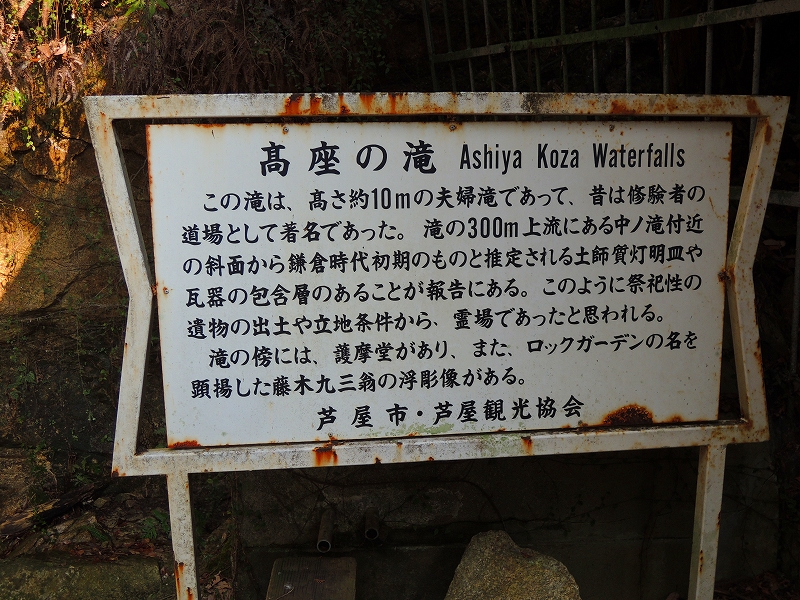 髙座の滝 Ashiya Koza Waterfalls
この滝は、髙さ約10mの夫婦滝であって、昔は修験者の
道場として著名であった。滝の300m上流にある中ノ滝付近
の斜面から鎌倉時代初期のものと推定される土師質灯明皿や
瓦器の包含層のあることが報告にある。このように祭祀性の
遺物の出土や立地条件から、霊場であったと思われる。
滝の傍には、護摩堂があり、また、ロックガーデンの名を
顕揚した藤木九三翁の浮彫像がある。
芦屋市・芦屋観光協会